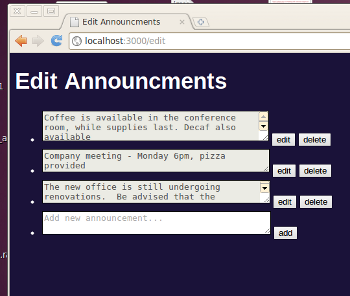 Edit Announcments
localhost:3000/edit
Edit Announcments
Coffee is available in the conference
room, while supplies last. Decaf also
available
edit delete
Company meeting - Monday 6pm, pizza
provided
edit delete
The new office is still undergoing
renovations. Be advised that the
edit delete
Add new announcement...
add